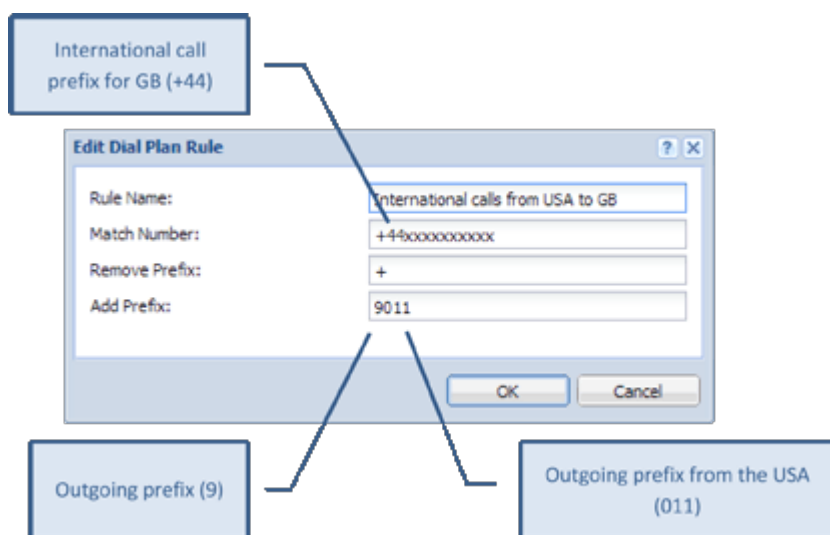 International call
prefix for GB (+44)
Edit Dial Plan Rule
Rule Name:
International calls from USA to GB
Match Number:
+44xxxxxxxxxx
Remove Prefix:
+
Add Prefix:
9011
OK
Cancel
Outgoing prefix (9)
Outgoing prefix from the USA
(011)